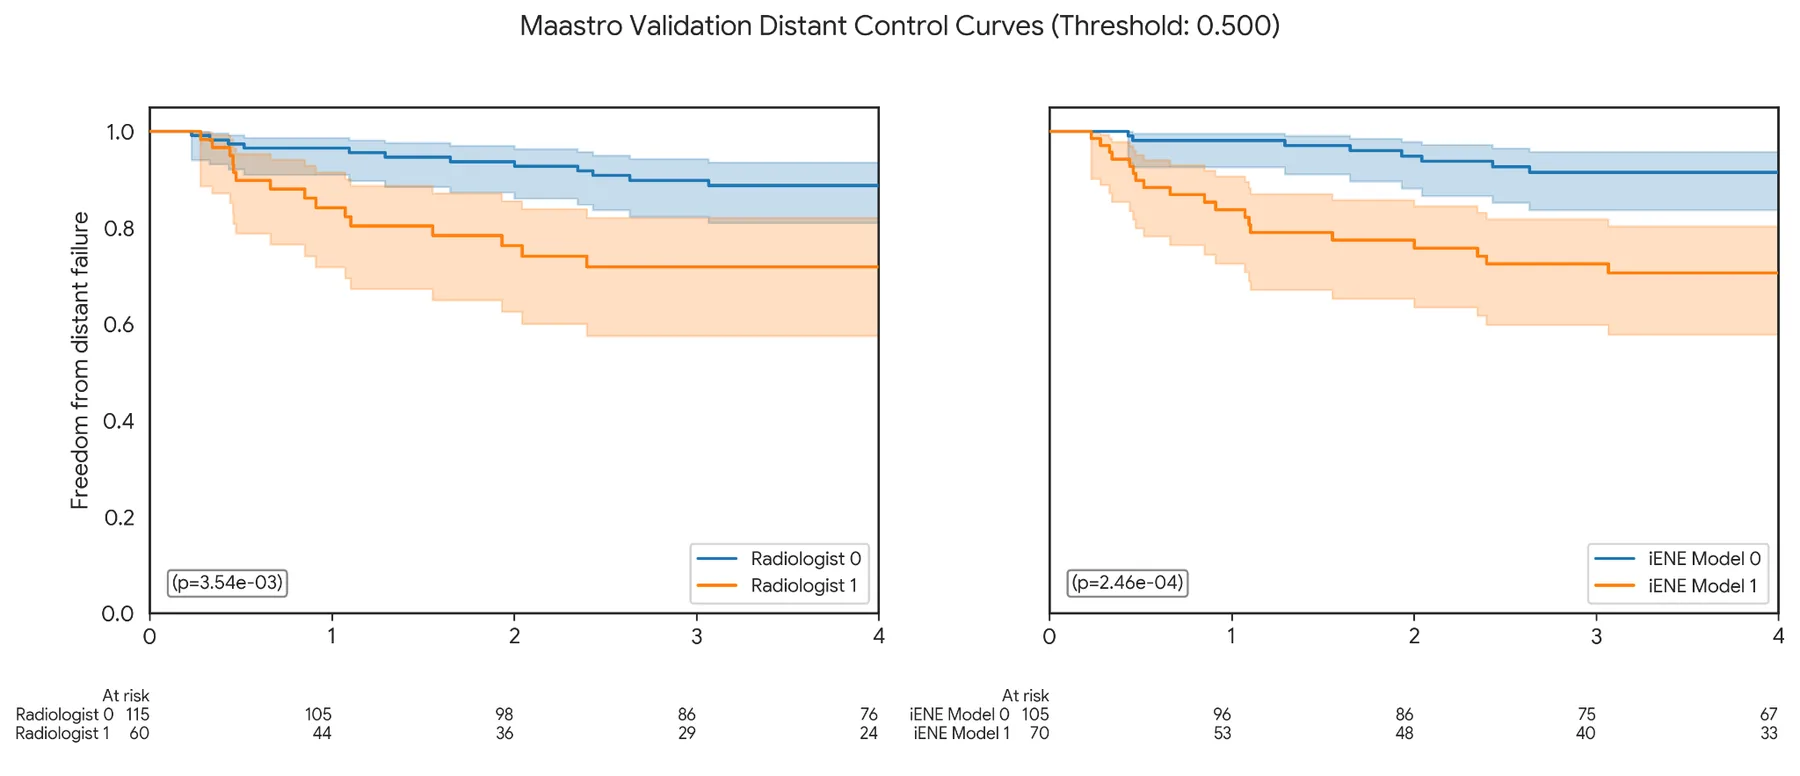 Maastro Validation Distant Control Curves (Threshold: 0.500)
Freedom from distant failure
1.0
0.8
0.6
0.4
0.2
0.0
0 1 2 3 4
(p=3.54e-03)
Radiologist 0
Radiologist 1
At risk
Radiologist 0 115 105 98 86 76
Radiologist 1 60 44 36 29 24
(p=2.46e-04)
iENE Model 0
iENE Model 1
0 1 2 3 4
At risk
iENE Model 0 105 96 86 75 67
iENE Model 1 70 53 48 40 33